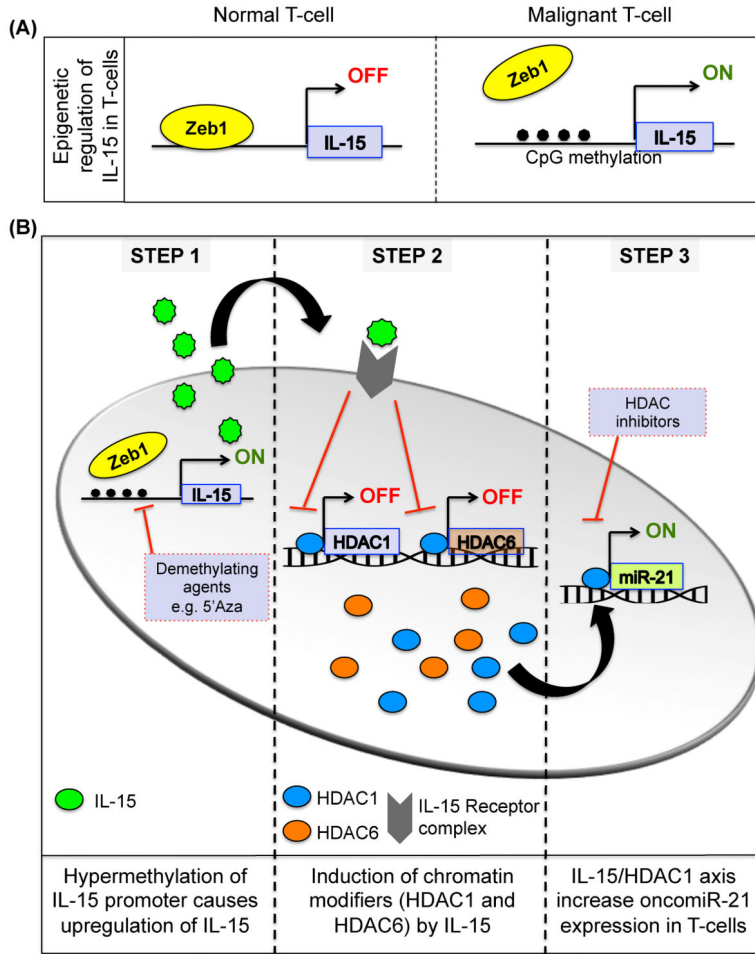 Normal T-cell
Malignant T-cell
(A)
Epigenetic
regulation of
IL-15 in T-cells
Zeb1
OFF
IL-15
Zeb1
ON
CpG methylation
IL-15
(B)
STEP 1
STEP 2
STEP 3
Zeb1
ON
IL-15
Demethylating
agents
e.g. 5'Aza
OFF
HDAC1
OFF
HDAC6
HDAC
inhibitors
ON
miR-21
IL-15
HDAC1
HDAC6
IL-15 Receptor
complex
Hypermethylation of
IL-15 promoter causes
upregulation of IL-15
Induction of chromatin
modifiers (HDAC1 and
HDAC6) by IL-15
IL-15/HDAC1 axis
increase oncomiR-21
expression in T-cells